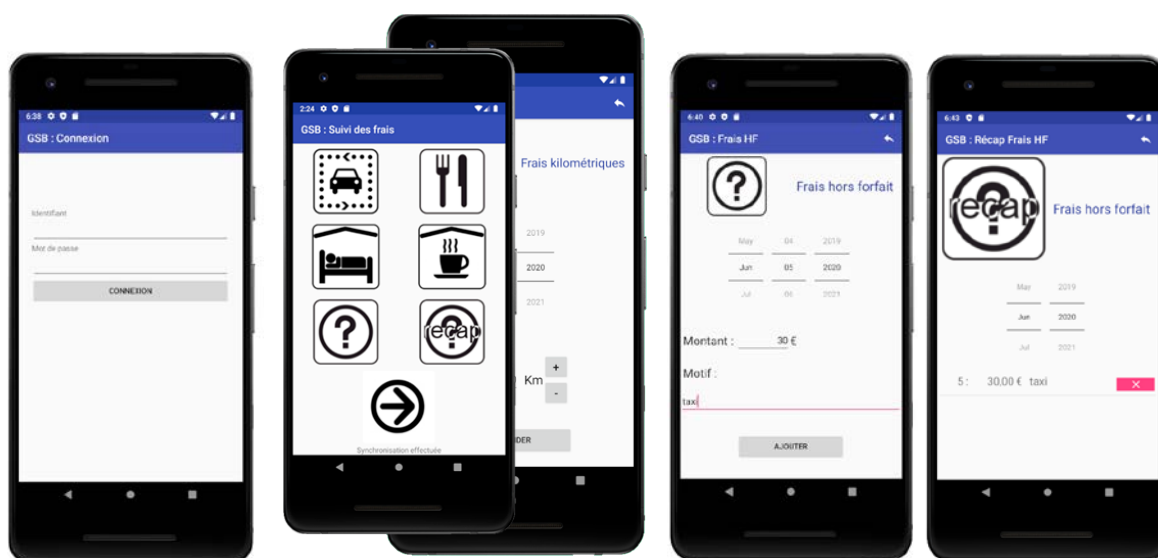 6:38
GSB : Connexion
Identifiant
Mot de passe
CONNEXION
2:24
GSB : Suivi des frais
recap
Synchronisation effectuée
Frais kilométriques
2019
2020
2021
Km
+
-
DER
6:40
GSB : Frais HF
Frais hors forfait
May 04 2019
Jun 05 2020
Jul 06 2021
Montant : 30 €
Motif :
taxi
AJOUTER
6:43
GSB : Récap Frais HF
recap
Frais hors forfait
May 2019
Jun 2020
Jul 2021
5 : 30.00 € taxi